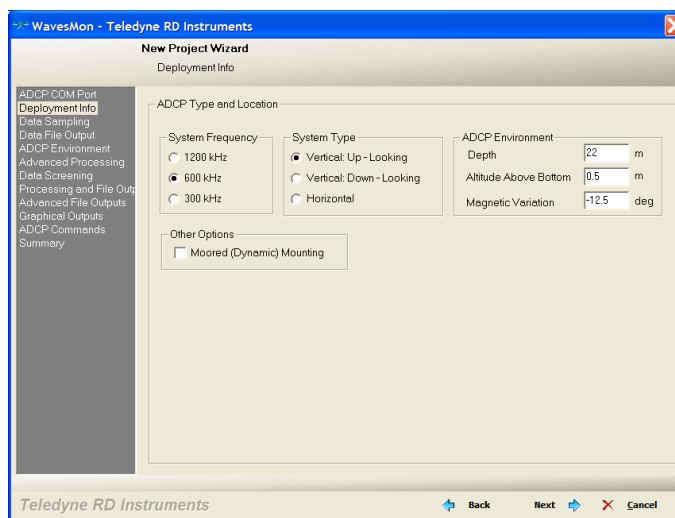 WavesMon - Teledyne RD Instruments
New Project Wizard
Deployment Info
ADCP COM Port
Deployment Info
Data Sampling
Data File Output
ADCP Environment
Advanced Processing
Data Screening
Processing and File Outp
Advanced File Outputs
Graphical Outputs
ADCP Commands
Summary
ADCP Type and Location
System Frequency
1200 kHz
600 kHz
300 kHz
System Type
Vertical: Up - Looking
Vertical: Down - Looking
Horizontal
ADCP Environment
Depth 22 m
Altitude Above Bottom 0.5 m
Magnetic Variation -12.5 deg
Other Options
Moored (Dynamic) Mounting
Teledyne RD Instruments
Back Next Cancel